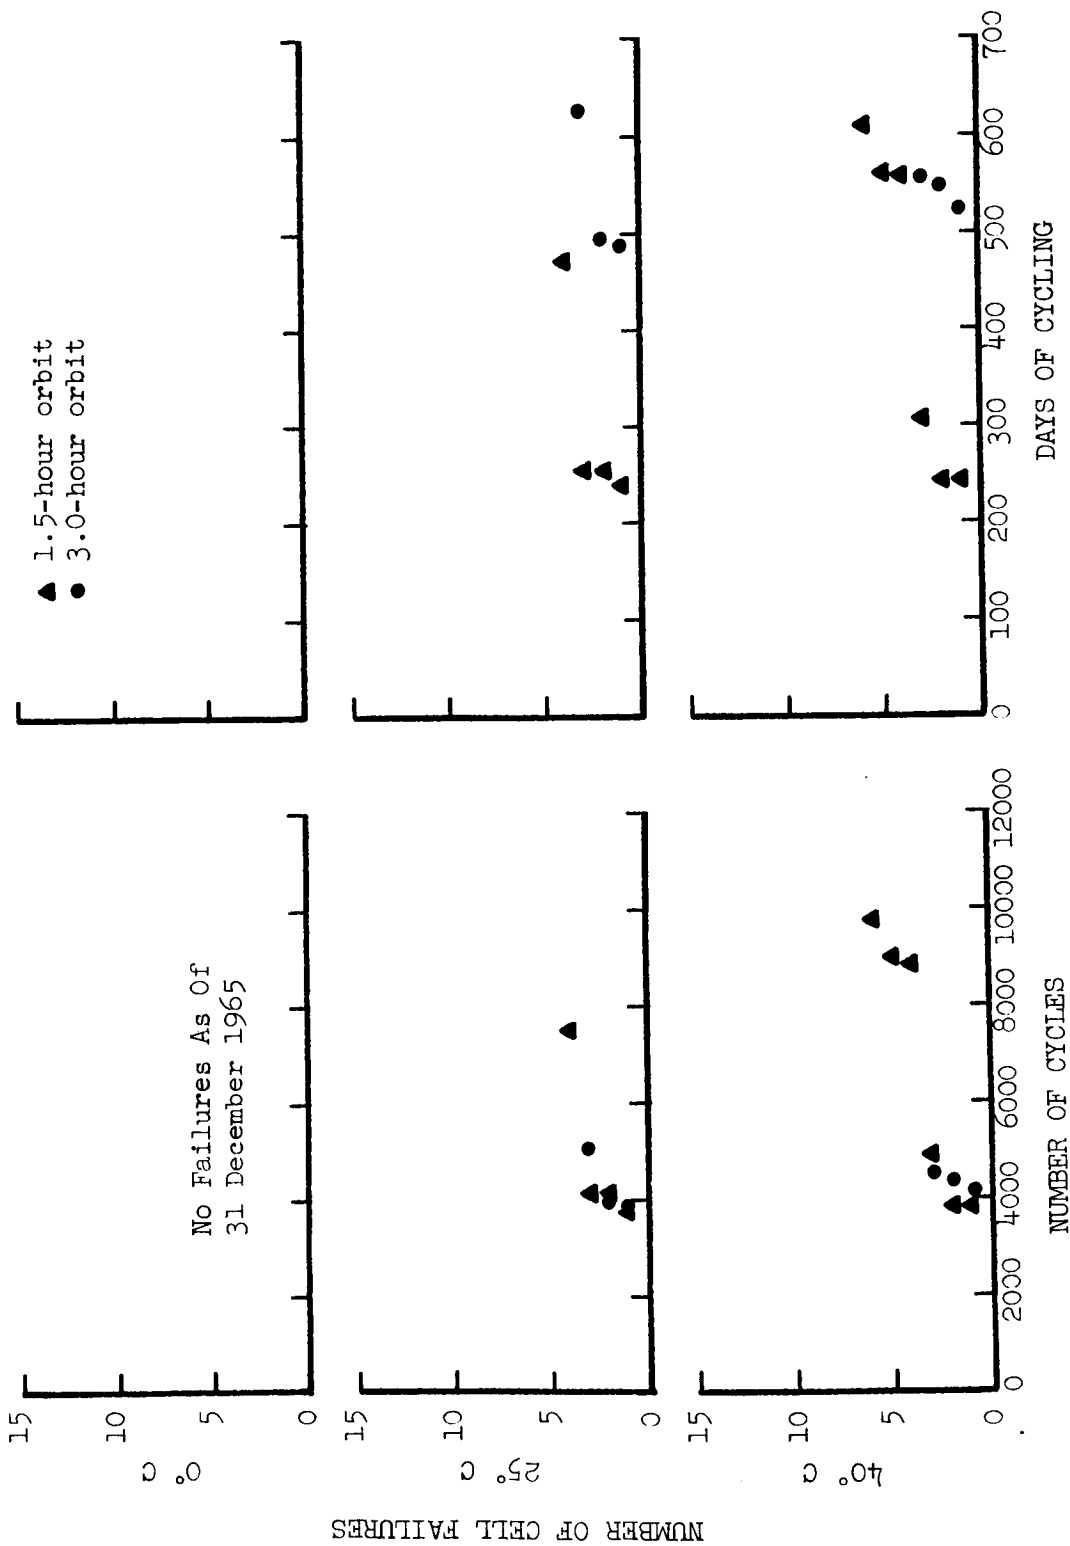 ▲ 1.5-hour orbit
● 3.0-hour orbit
No Failures As Of
31 December 1965
NUMBER OF CELL FAILURES
0° C
15
10
5
0
25° C
15
10
5
0
40° C
15
10
5
0
0 2000 4000 6000 8000 10000 12000
NUMBER OF CYCLES
0 100 200 300 400 500 600 700
DAYS OF CYCLING